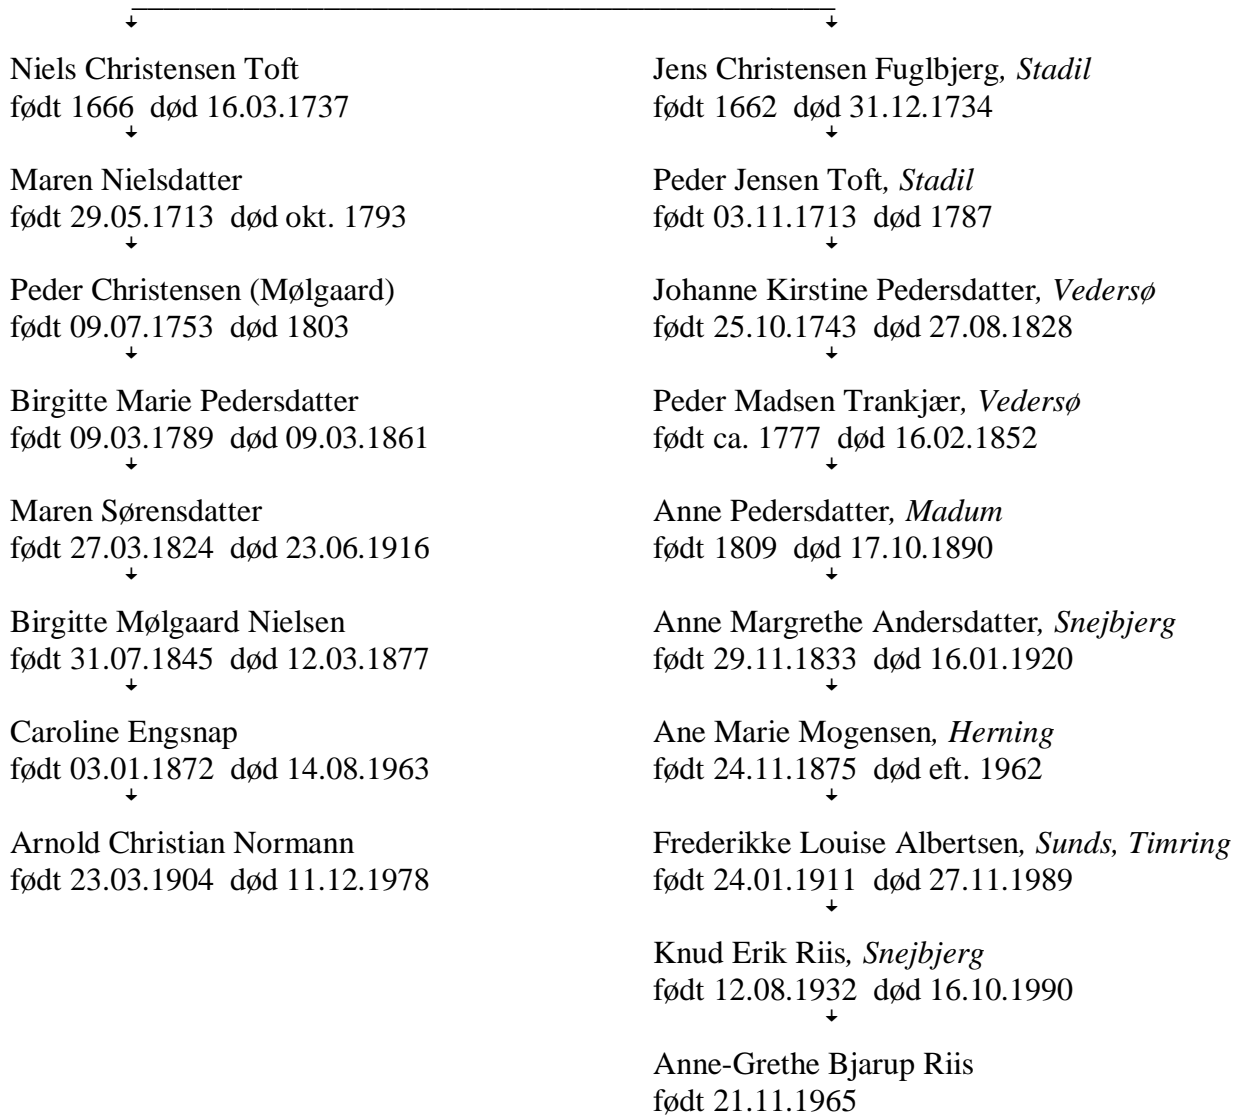 Niels Christensen Toft
født 1666  død 16.03.1737
Maren Nielsdatter
født 29.05.1713  død okt. 1793
Peder Christensen (Mølgaard)
født 09.07.1753  død 1803
Birgitte Marie Pedersdatter
født 09.03.1789  død 09.03.1861
Maren Sørensdatter
født 27.03.1824  død 23.06.1916
Birgitte Mølgaard Nielsen
født 31.07.1845  død 12.03.1877
Caroline Engsnap
født 03.01.1872  død 14.08.1963
Arnold Christian Normann
født 23.03.1904  død 11.12.1978
Jens Christensen Fuglbjerg, Stadil
født 1662  død 31.12.1734
Peder Jensen Toft, Stadil
født 03.11.1713  død 1787
Johanne Kirstine Pedersdatter, Vedersø
født 25.10.1743  død 27.08.1828
Peder Madsen Trankjær, Vedersø
født ca. 1777  død 16.02.1852
Anne Pedersdatter, Madum
født 1809  død 17.10.1890
Anne Margrethe Andersdatter, Snejbjerg
født 29.11.1833  død 16.01.1920
Ane Marie Mogensen, Herning
født 24.11.1875  død eft. 1962
Frederikke Louise Albertsen, Sunds, Timring
født 24.01.1911  død 27.11.1989
Knud Erik Riis, Snejbjerg
født 12.08.1932  død 16.10.1990
Anne-Grethe Bjarup Riis
født 21.11.1965